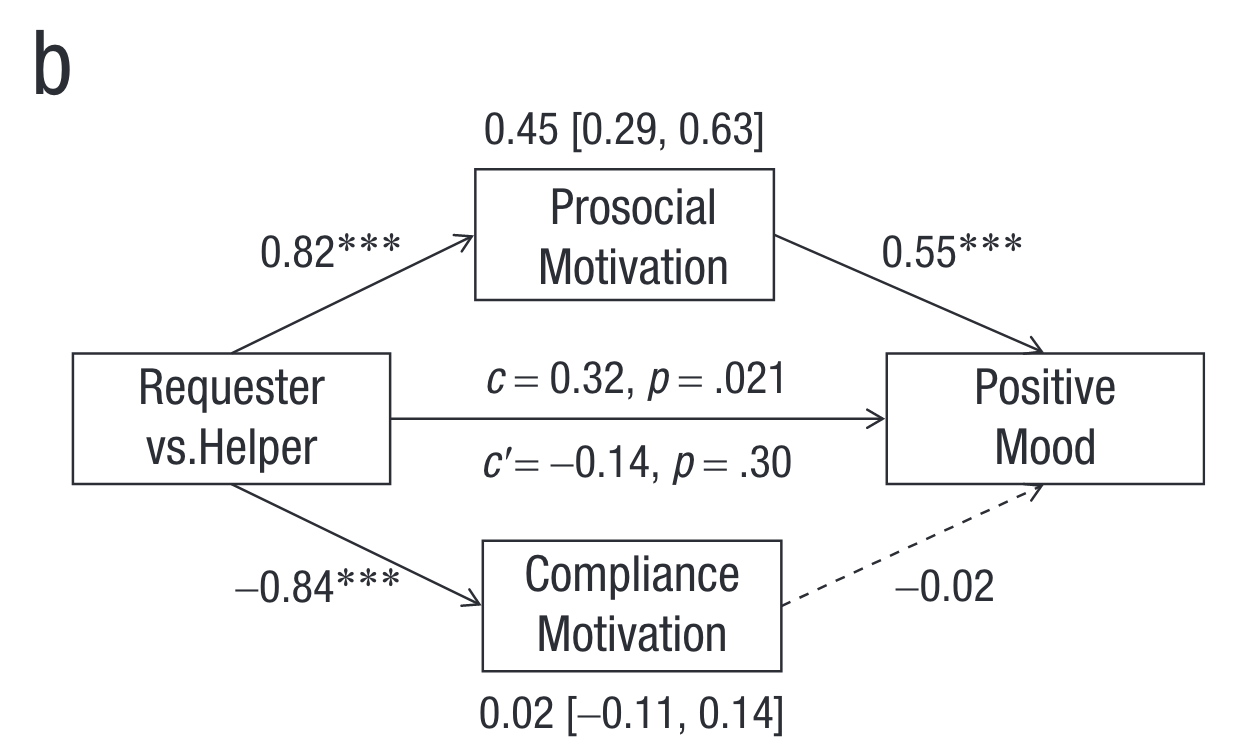 b
0.45 [0.29, 0.63]
Prosocial
Motivation
0.82***
0.55***
Requester
vs.Helper
c = 0.32, p = .021
c′= –0.14, p = .30
Positive
Mood
–0.84***
Compliance
Motivation
–0.02
0.02 [–0.11, 0.14]